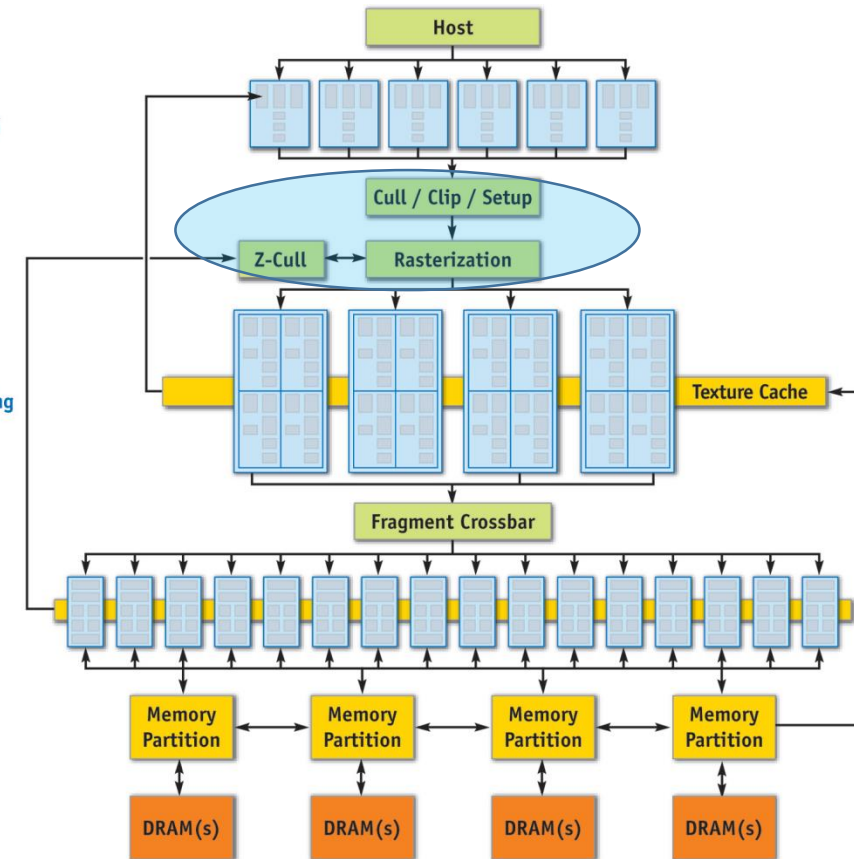 Host
Cull / Clip / Setup
Z-Cull
Rasterization
Texture Cache
Fragment Crossbar
Memory
Partition
Memory
Partition
Memory
Partition
Memory
Partition
DRAM(s)
DRAM(s)
DRAM(s)
DRAM(s)